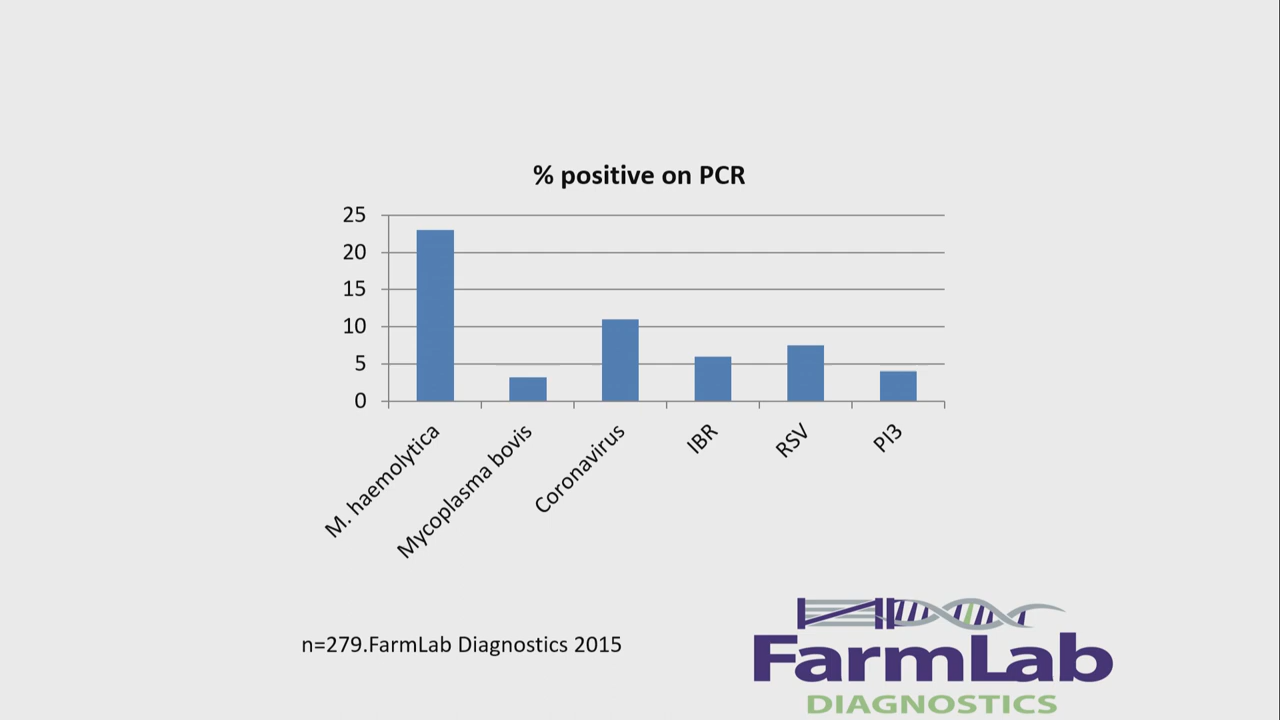 % positive on PCR
25
20
15
10
5
0
M. haemolytica
Mycoplasma bovis
Coronavirus
IBR
RSV
PI3
n=279.FarmLab Diagnostics 2015
FarmLab
DIAGNOSTICS